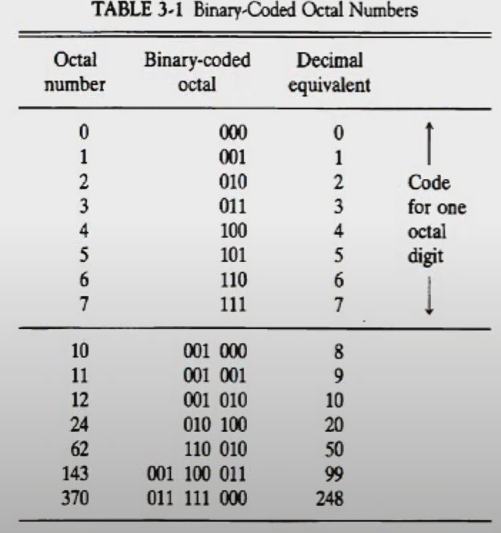 TABLE 3-1 Binary-Coded Octal Numbers
Octal number Binary-coded octal Decimal equivalent
0 000 0
1 001 1
2 010 2 Code
3 011 3 for one
4 100 4 octal
5 101 5 digit
6 110 6
7 111 7
10 001 000 8
11 001 001 9
12 001 010 10
24 010 100 20
62 110 010 50
143 001 100 011 99
370 011 111 000 248